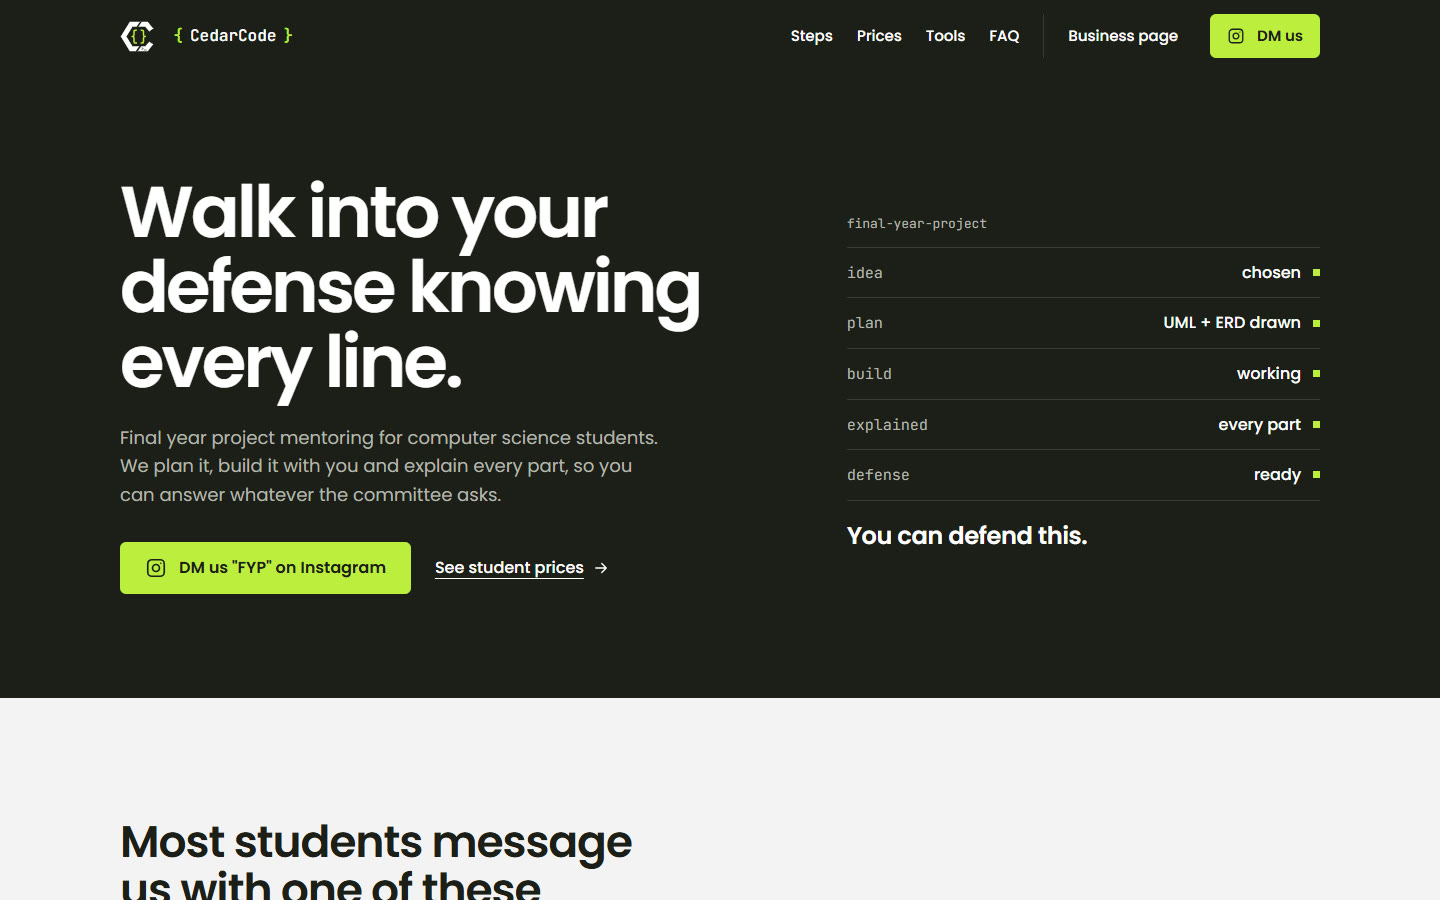 { CedarCode }
Steps
Prices
Tools
FAQ
Business page
DM us
Walk into your
defense knowing
every line.
Final year project mentoring for computer science students.
We plan it, build it with you and explain every part, so you
can answer whatever the committee asks.
DM us "FYP" on Instagram
See student prices →
final-year-project
idea chosen
plan UML + ERD drawn
build working
explained every part
defense ready
You can defend this.
Most students message
us with one of these